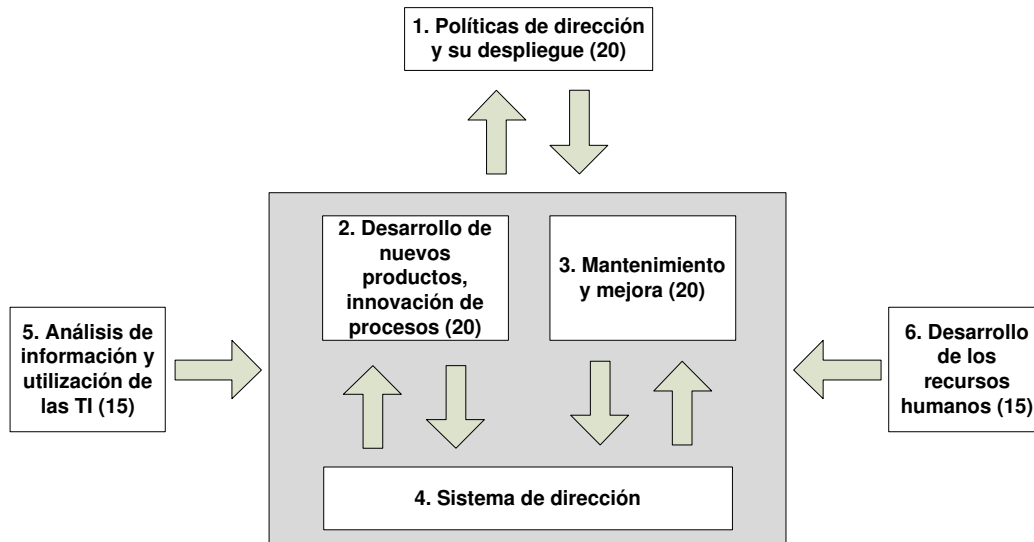 1. Políticas de dirección
y su despliegue (20)
2. Desarrollo de
nuevos
productos,
innovación de
procesos (20)
3. Mantenimiento
y mejora (20)
5. Análisis de
información y
utilización de
las TI (15)
6. Desarrollo
de los
recursos
humanos (15)
4. Sistema de dirección